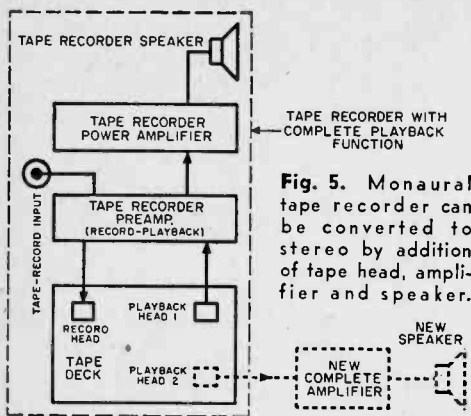 TAPE RECORDER SPEAKER
TAPE RECORDER
POWER AMPLIFIER
TAPE RECORDER WITH
COMPLETE PLAYBACK
FUNCTION
TAPE-RECORD INPUT
TAPE RECORDER
PREAMP.
(RECORD-PLAYBACK)
Fig. 5. Monaural
tape recorder can
be converted to
stereo by addition
of tape head, ampli-
fier and speaker.
RECORD
HEAD
PLAYBACK
HEAD 1
TAPE
DECK
PLAYBACK
HEAD 2
NEW
COMPLETE
AMPLIFIER
NEW
SPEAKER